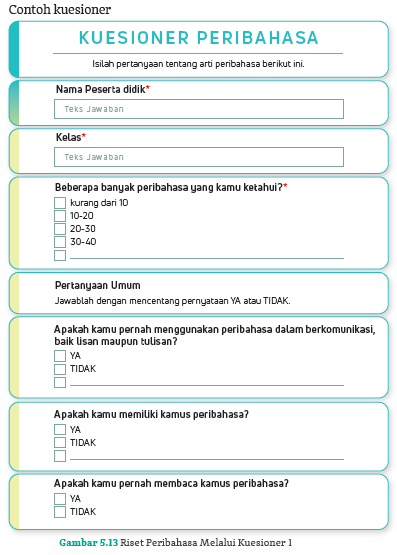 Contoh kuesioner
KUESIONER PERIBAHASA
Isilah pertanyaan tentang arti peribahasa berikut ini.
Nama Peserta didik*
Teks Jawaban
Kelas*
Teks Jawaban
Beberapa banyak peribahasa yang kamu ketahui?*
kurang dari 10
10-20
20-30
30-40
Pertanyaan Umum
Jawablah dengan mencentang pernyataan YA atau TIDAK.
Apakah kamu pernah menggunakan peribahasa dalam berkomunikasi,
baik lisan maupun tulisan?
YA
TIDAK
Apakah kamu memiliki kamus peribahasa?
YA
TIDAK
Apakah kamu pernah membaca kamus peribahasa?
YA
TIDAK
Gambar 5.13 Riset Peribahasa Melalui Kuesioner 1